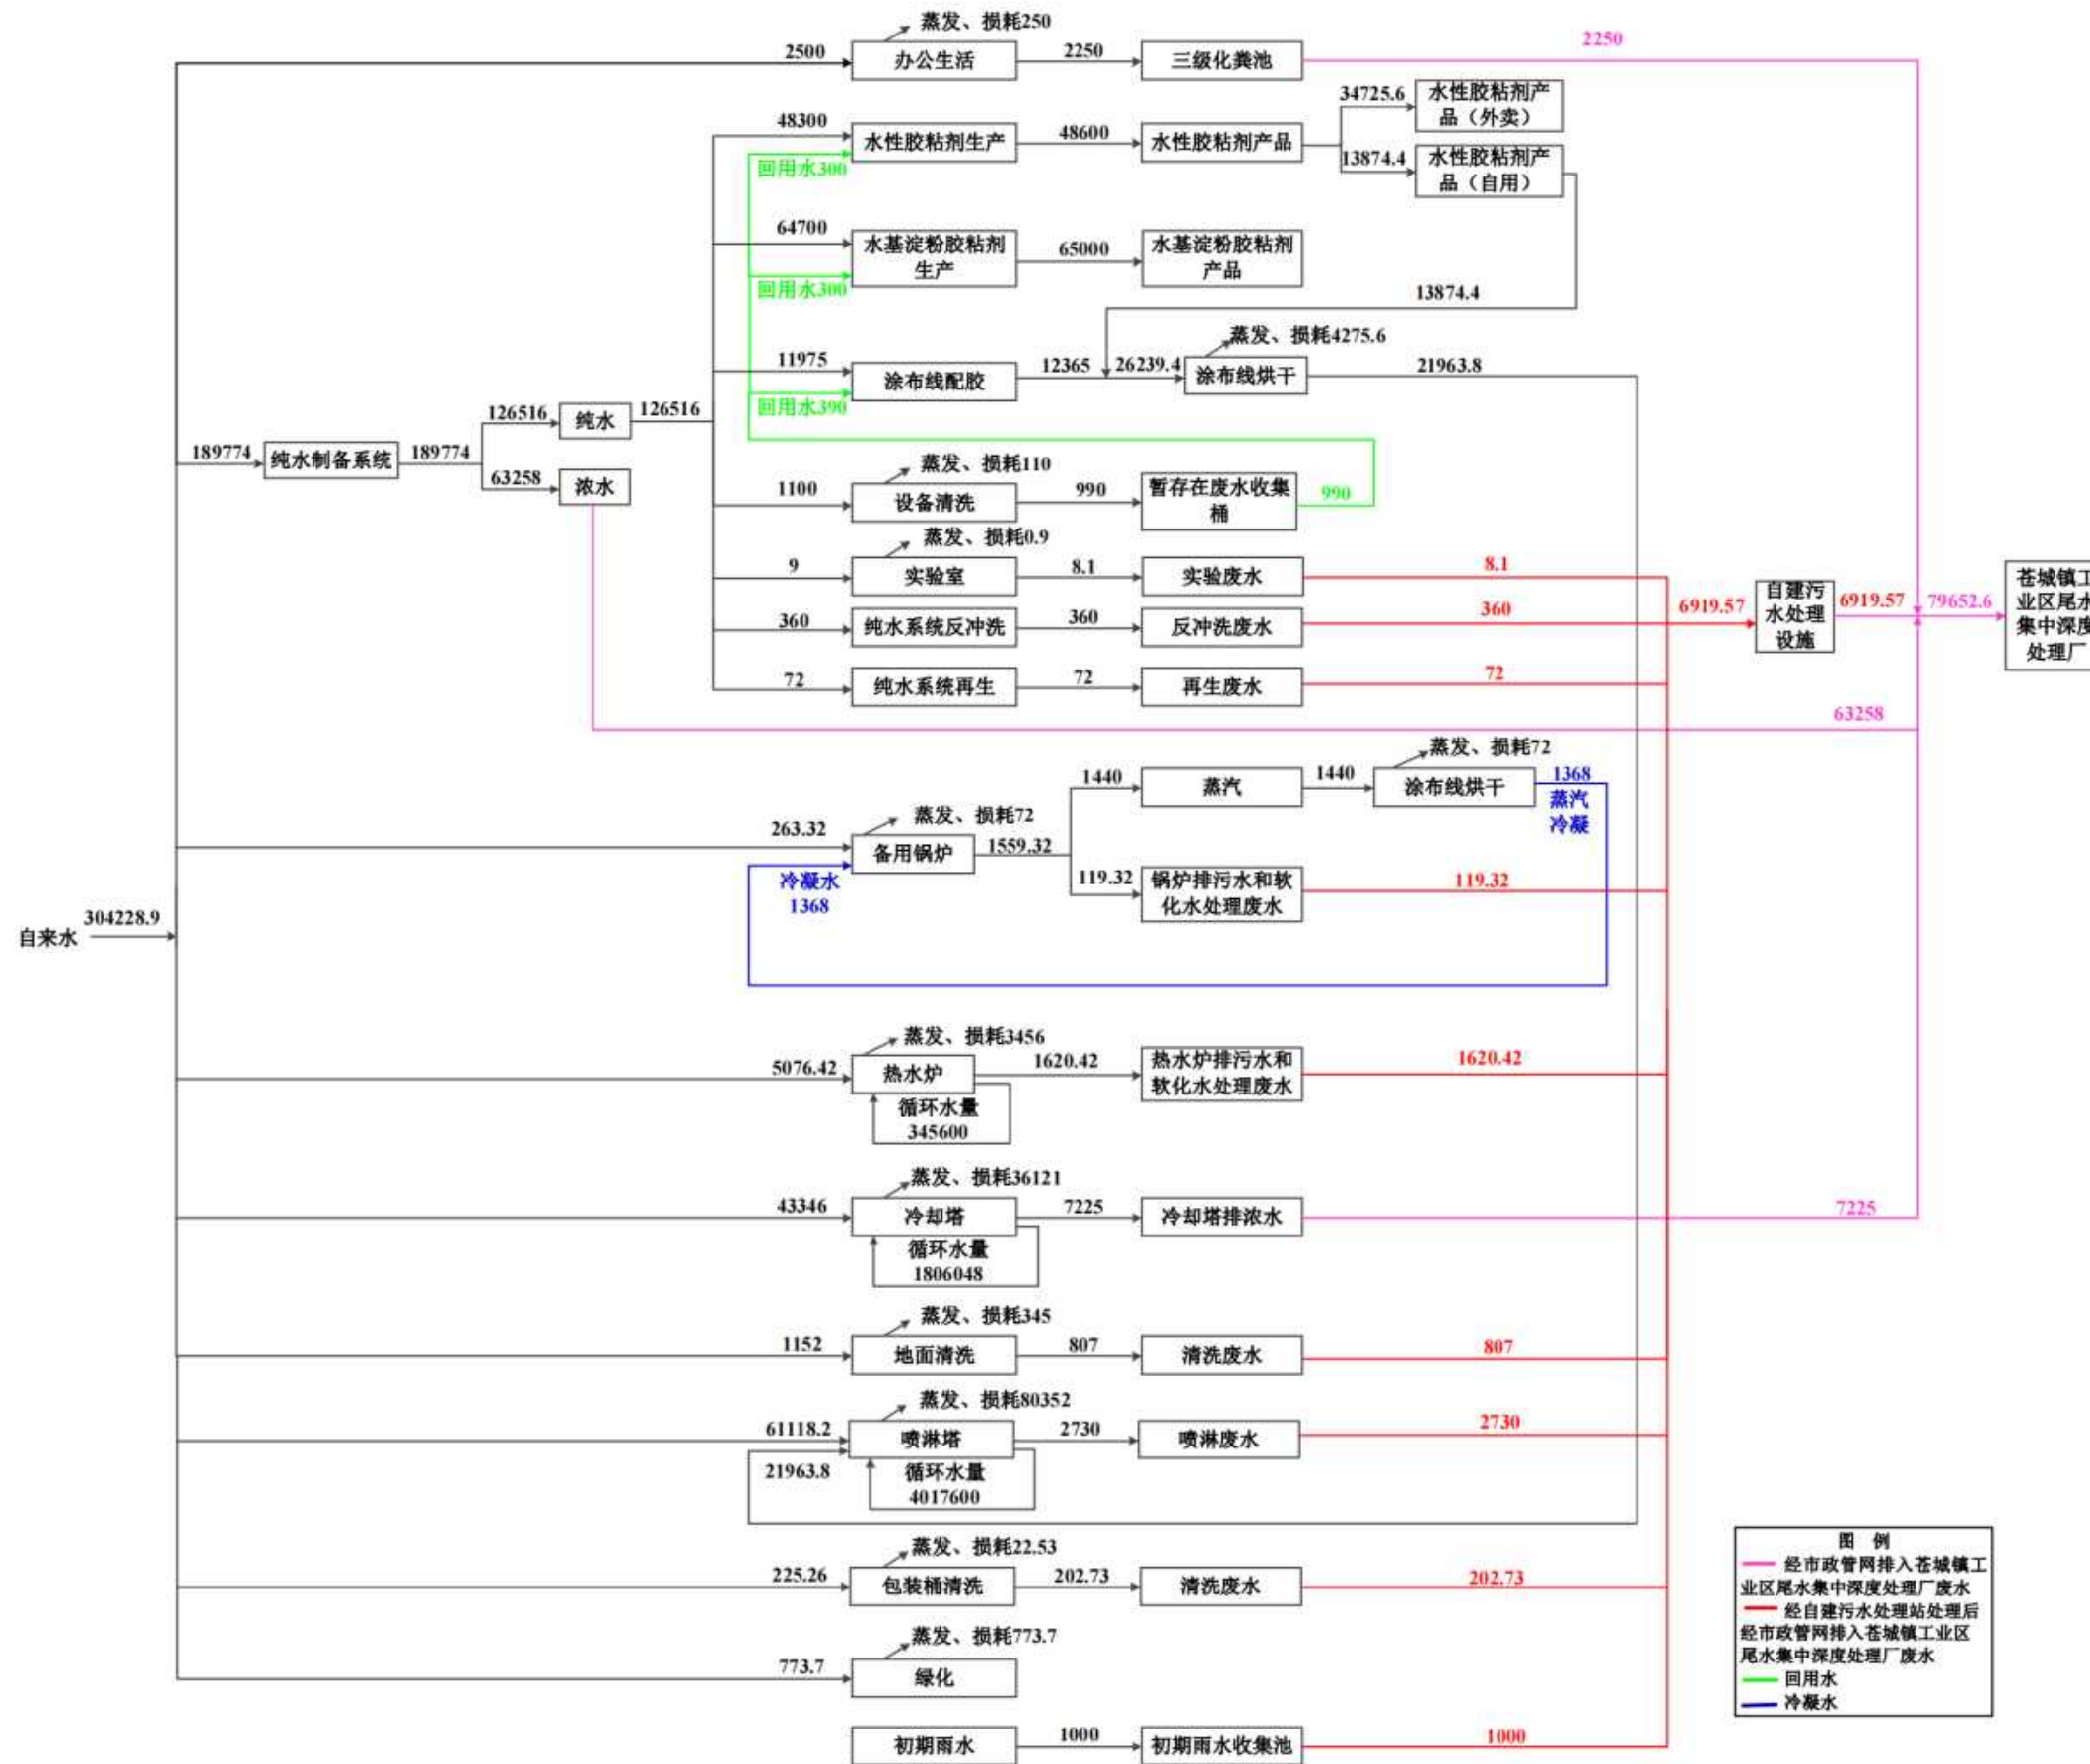 蒸发、损耗250
2500
办公生活
2250
三级化粪池
2250
48300
水性胶粘剂生产
回用水300
48600
水性胶粘剂产品
34725.6
水性胶粘剂产
品（外卖）
13874.4
水性胶粘剂产
品（自用）
64700
水基淀粉胶粘剂
生产
回用水300
65000
水基淀粉胶粘剂
产品
13874.4
蒸发、损耗4275.6
11975
涂布线配胶
回用水390
12365
26239.4
涂布线烘干
21963.8
189774
纯水制备系统
189774
126516
纯水
126516
63258
浓水
蒸发、损耗110
1100
设备清洗
990
暂存在废水收集
桶
990
蒸发、损耗0.9
9
实验室
8.1
实验废水
8.1
360
纯水系统反冲洗
360
反冲洗废水
360
72
纯水系统再生
72
再生废水
72
6919.57
自建污
水处理
设施
6919.57
79652.6
苍城镇工
业区尾水
集中深度
处理厂
63258
蒸发、损耗72
263.32
备用锅炉
冷凝水
1368
1559.32
1440
蒸汽
1440
蒸发、损耗72
涂布线烘干
1368
蒸汽
冷凝
119.32
锅炉排污水和软
化水处理废水
119.32
自来水
304228.9
蒸发、损耗3456
5076.42
热水炉
循环水量
345600
1620.42
热水炉排污水和
软化水处理废水
1620.42
蒸发、损耗36121
43346
冷却塔
循环水量
1806048
7225
冷却塔排浓水
7225
蒸发、损耗345
1152
地面清洗
807
清洗废水
807
蒸发、损耗80352
61118.2
21963.8
喷淋塔
循环水量
4017600
2730
喷淋废水
2730
蒸发、损耗22.53
225.26
包装桶清洗
202.73
清洗废水
202.73
蒸发、损耗773.7
773.7
绿化
初期雨水
1000
初期雨水收集池
1000
图 例
经市政管网排入苍城镇工
业区尾水集中深度处理厂废水
经自建污水处理站处理后
经市政管网排入苍城镇工业区
尾水集中深度处理厂废水
回用水
冷凝水